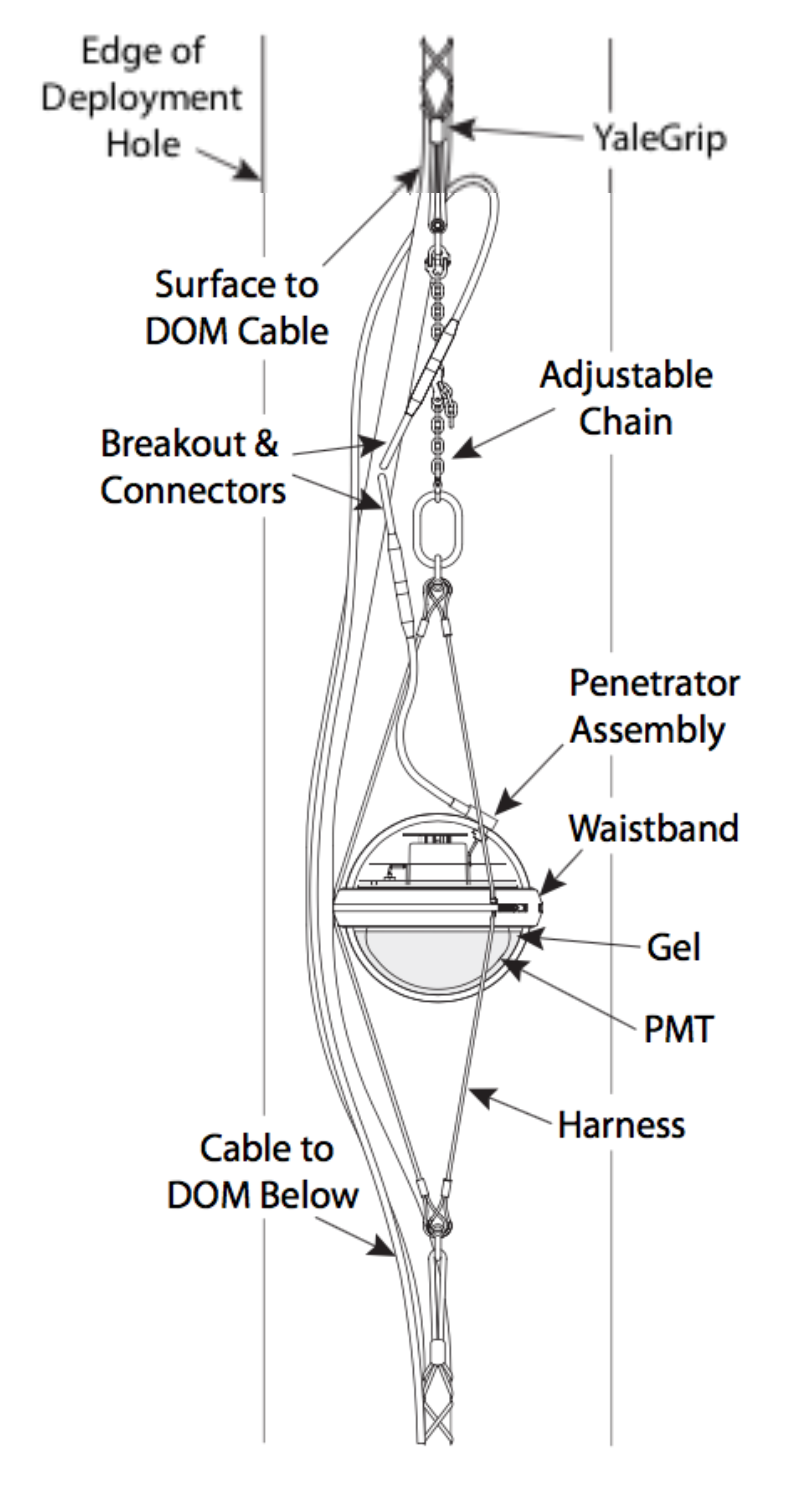 Edge of
Deployment
Hole
YaleGrip
Surface to
DOM Cable
Adjustable
Chain
Breakout &
Connectors
Penetrator
Assembly
Waistband
Gel
PMT
Harness
Cable to
DOM Below